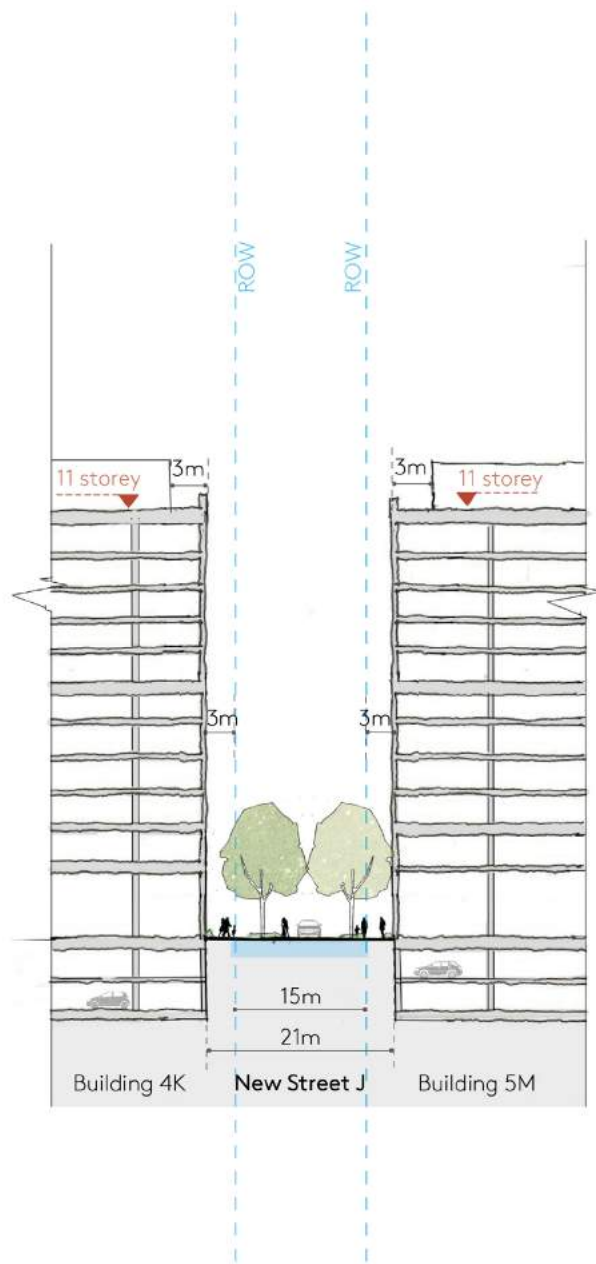 ROW
ROW
3m
3m
11 storey
11 storey
3m
3m
15m
21m
Building 4K
New Street J
Building 5M